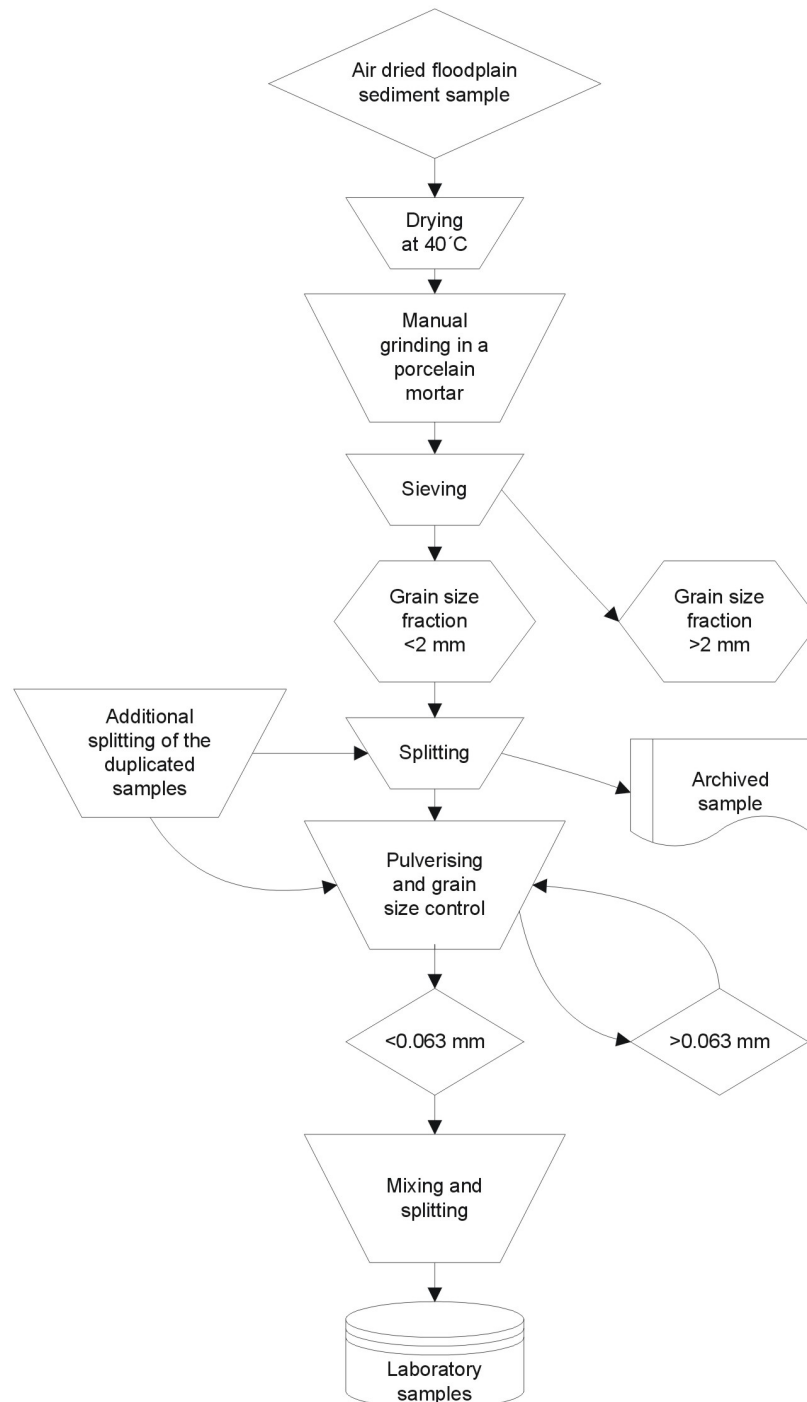 Air dried floodplain
sediment sample
Drying
at 40´C
Manual
grinding in a
porcelain
mortar
Sieving
Grain size
fraction
<2 mm
Grain size
fraction
>2 mm
Additional
splitting of the
duplicated
samples
Splitting
Archived
sample
Pulverising
and grain
size control
<0.063 mm
>0.063 mm
Mixing and
splitting
Laboratory
samples